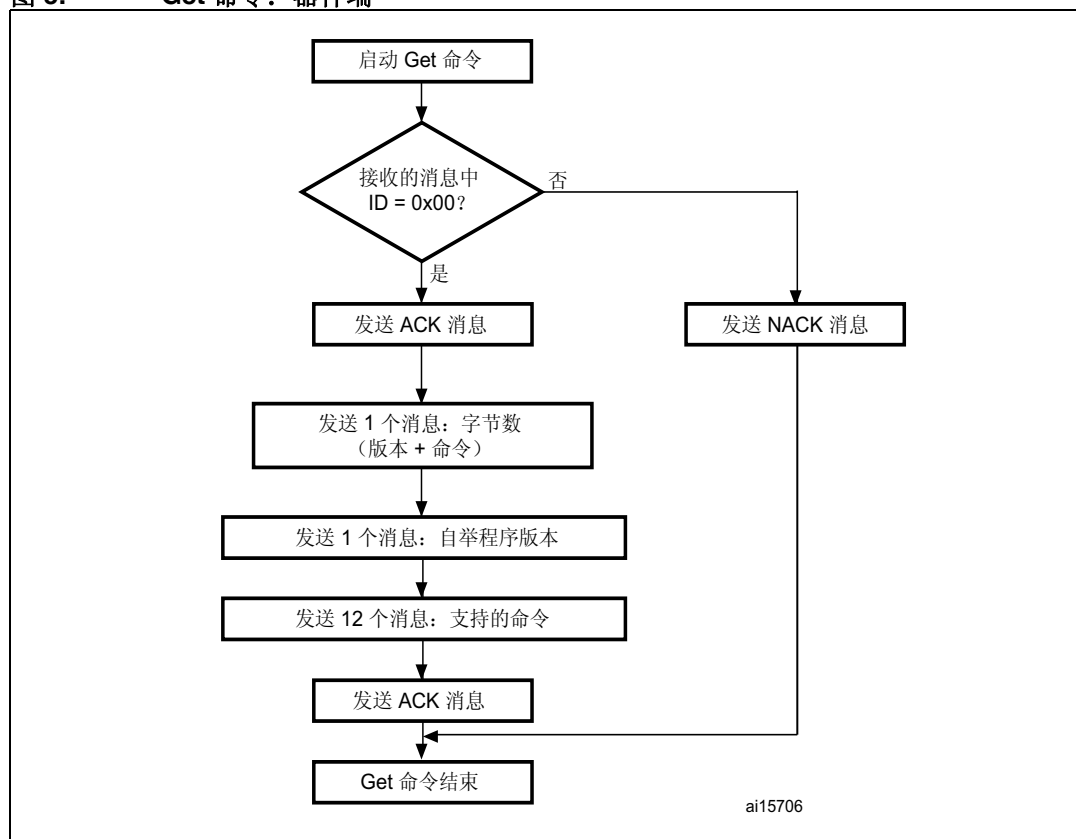 启动 Get 命令
接收的消息中
ID = 0x00？
否
是
发送 ACK 消息
发送 NACK 消息
发送 1 个消息：字节数
（版本 + 命令）
发送 1 个消息：自举程序版本
发送 12 个消息：支持的命令
发送 ACK 消息
Get 命令结束
ai15706